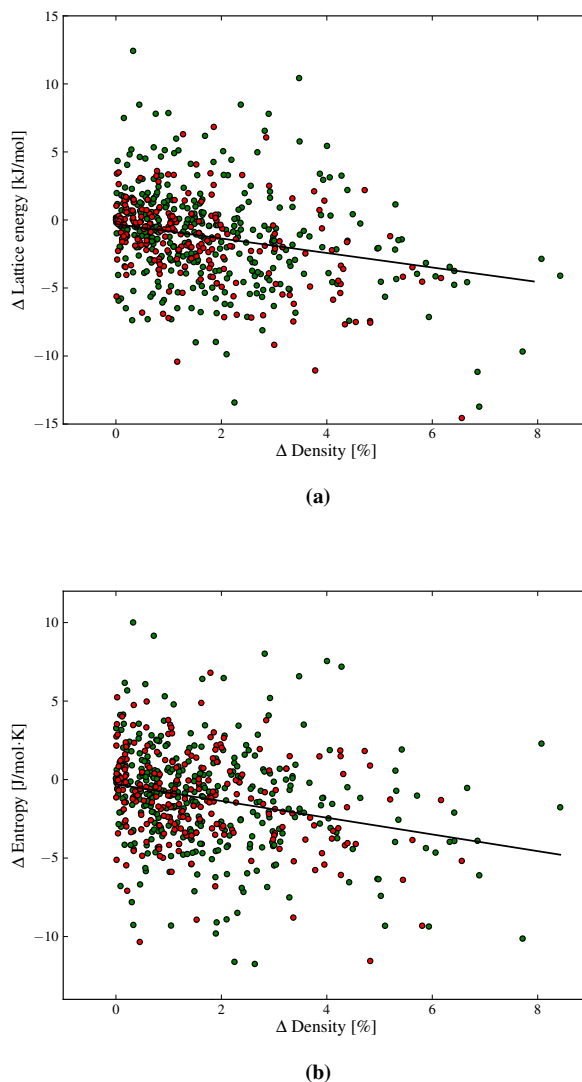 15
10
5
0
−5
−10
−15
Δ Lattice energy [kJ/mol]
0 2 4 6 8
Δ Density [%]
(a)
10
5
0
−5
−10
Δ Entropy [J/mol·K]
0 2 4 6 8
Δ Density [%]
(b)